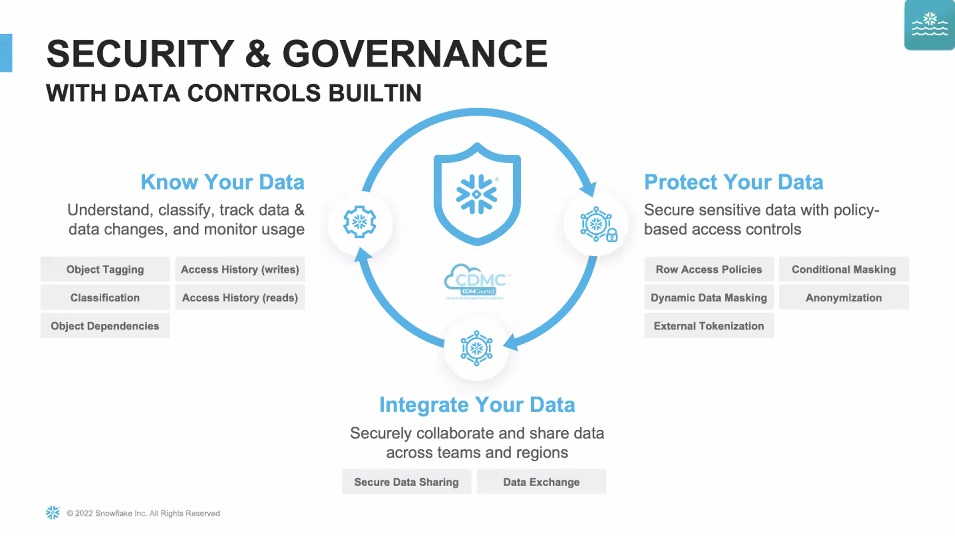 SECURITY & GOVERNANCE
WITH DATA CONTROLS BUILTIN
Know Your Data
Understand, classify, track data &
data changes, and monitor usage
Object Tagging
Access History (writes)
Classification
Access History (reads)
Object Dependencies
CDMC™
EDMCouncil
Protect Your Data
Secure sensitive data with policy-
based access controls
Row Access Policies
Conditional Masking
Dynamic Data Masking
Anonymization
External Tokenization
Integrate Your Data
Securely collaborate and share data
across teams and regions
Secure Data Sharing
Data Exchange
© 2022 Snowflake Inc. All Rights Reserved